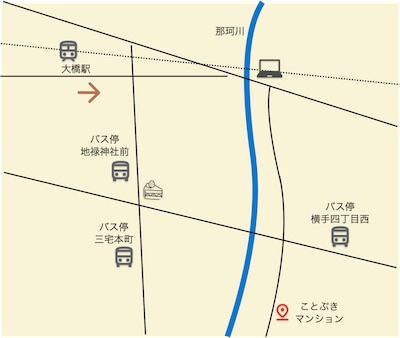 那珂川
大橋駅
バス停
地禄神社前
バス停
三宅本町
バス停
横手四丁目西
ことぶき
マンション